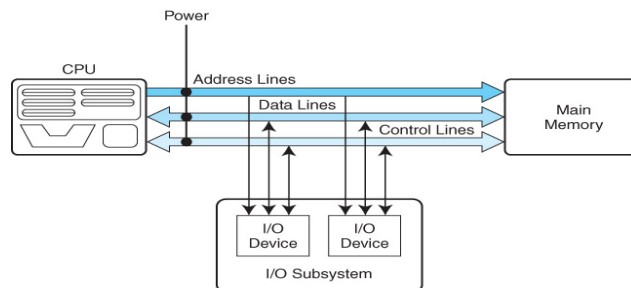 Power
CPU
Address Lines
Data Lines
Control Lines
Main
Memory
I/O
Device
I/O
Device
I/O Subsystem